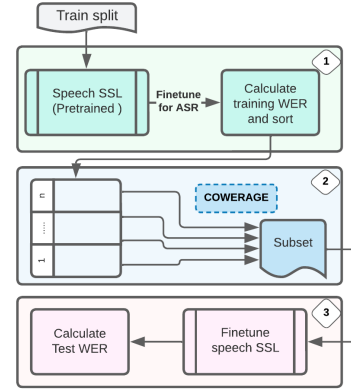 Train split
1
Speech SSL
(Pretrained )
Finetune
for ASR
Calculate
training WER
and sort
2
n
.....
1
COWERAGE
Subset
3
Calculate
Test WER
Finetune
speech SSL